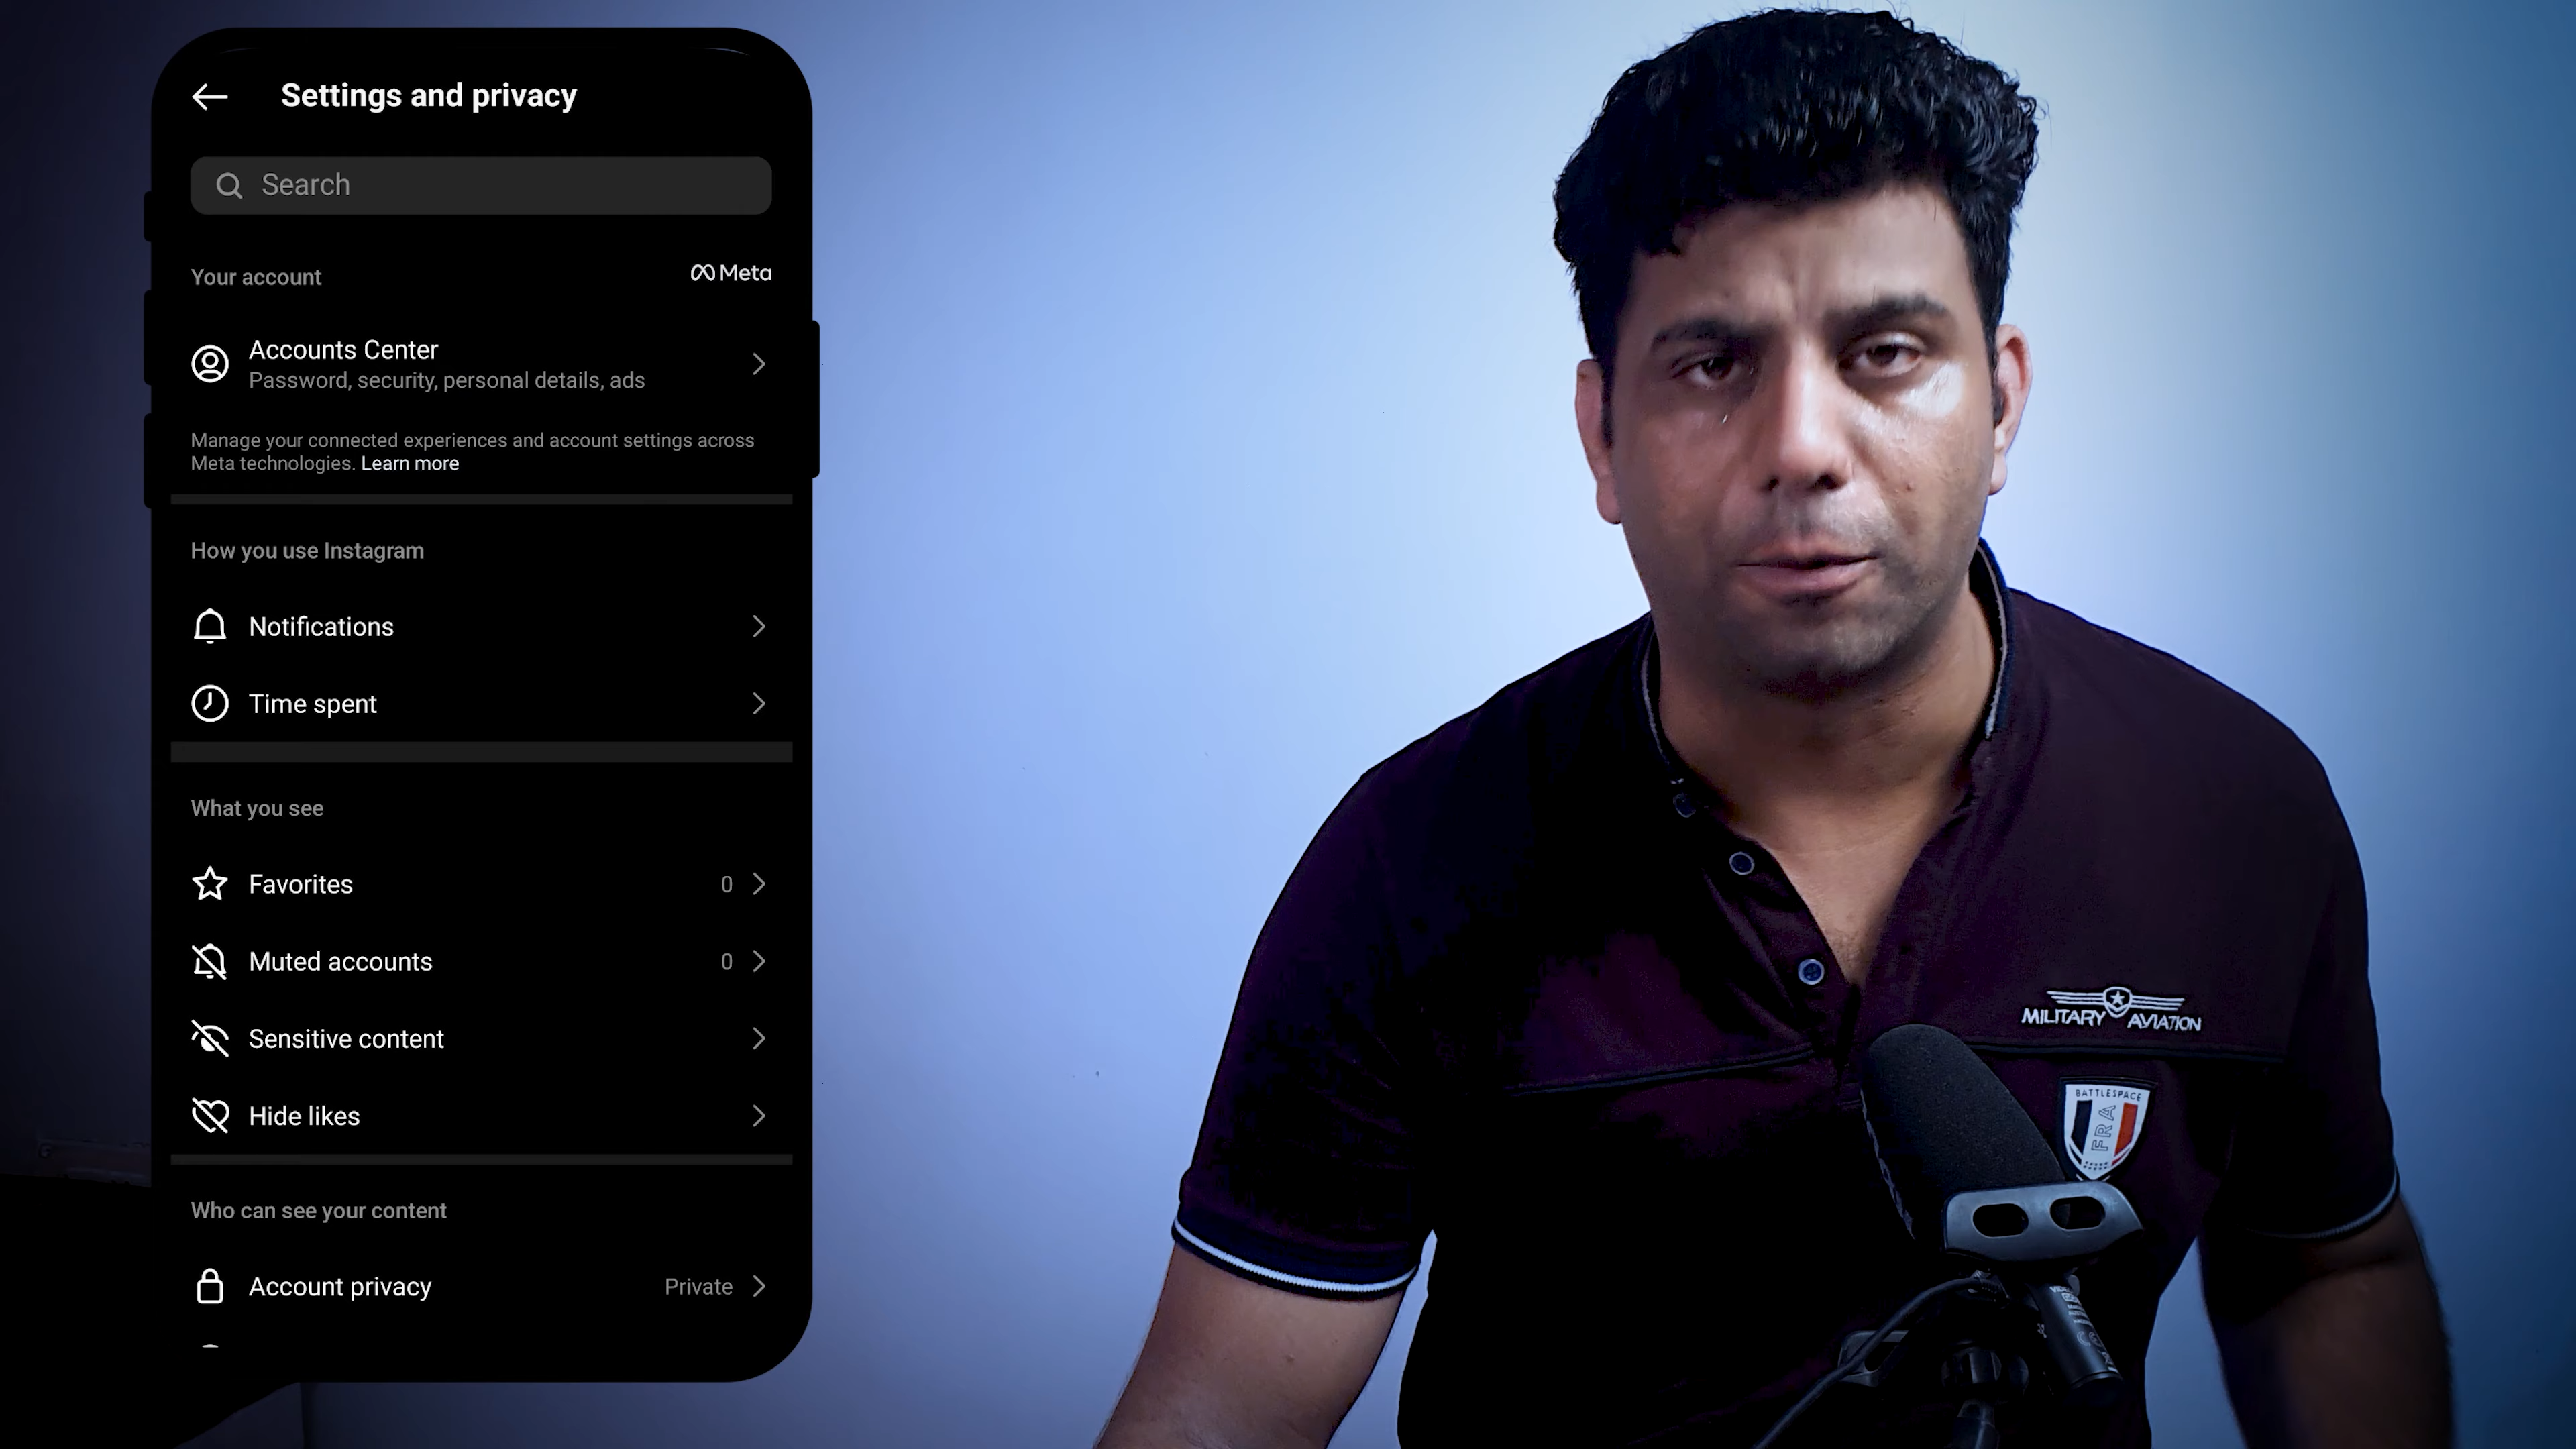 Settings and privacy
Search
Your account
Meta
Accounts Center
Password, security, personal details, ads
Manage your connected experiences and account settings across
Meta technologies. Learn more
How you use Instagram
Notifications
Time spent
What you see
Favorites 0
Muted accounts 0
Sensitive content
Hide likes
Who can see your content
Account privacy Private
MILITARY AVIATION
BATTLESPACE
FRA